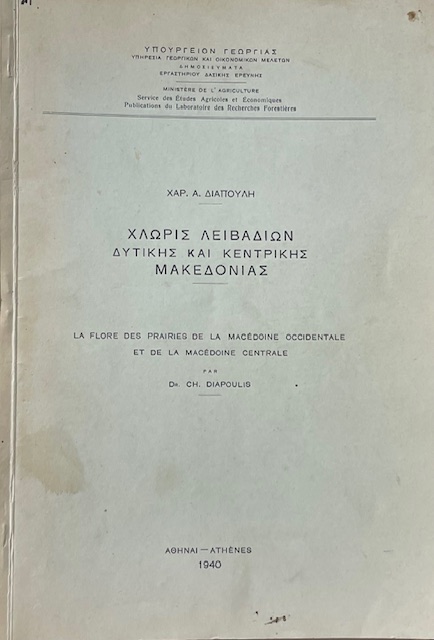 ΥΠΟΥΡΓΕΙΟΝ ΓΕΩΡΓΙΑΣ
ΥΠΗΡΕΣΙΑ ΓΕΩΡΓΙΚΩΝ ΚΑΙ ΟΙΚΟΝΟΜΙΚΩΝ ΜΕΛΕΤΩΝ
ΔΗΜΟΣΙΕΥΜΑΤΑ
ΕΡΓΑΣΤΗΡΙΟΥ ΔΑΣΙΚΗΣ ΕΡΕΥΝΗΣ
MINISTÈRE DE L'AGRICULTURE
Service des Études Agricoles et Économiques
Publications du Laboratoire des Recherches Forestières
ΧΑΡ. Α. ΔΙΑΠΟΥΛΗ
ΧΛΩΡΙΣ ΛΕΙΒΑΔΙΩΝ
ΔΥΤΙΚΗΣ ΚΑΙ ΚΕΝΤΡΙΚΗΣ
ΜΑΚΕΔΟΝΙΑΣ
LA FLORE DES PRAIRIES DE LA MACÉDOINE OCCIDENTALE
ET DE LA MACÉDOINE CENTRALE
PAR
DR. CH. DIAPOULIS
ΑΘΗΝΑΙ — ATHÈNES
1940